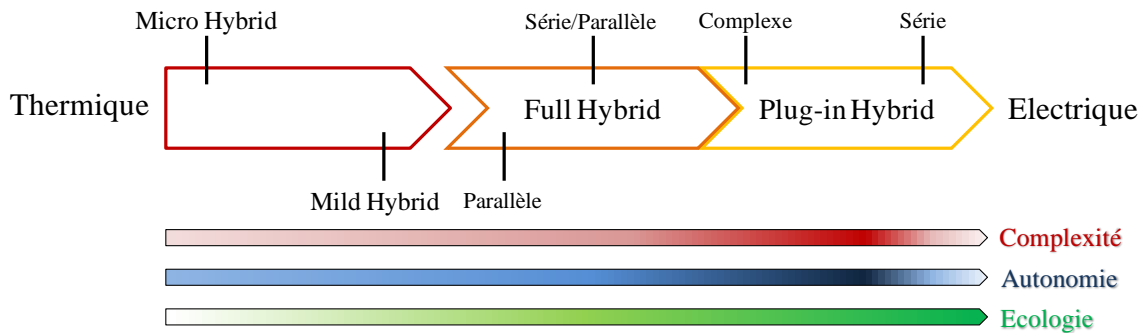 Micro Hybrid
Série/Parallèle
Complexe
Série
Thermique
Full Hybrid
Plug-in Hybrid
Electrique
Mild Hybrid
Parallèle
Complexité
Autonomie
Ecologie